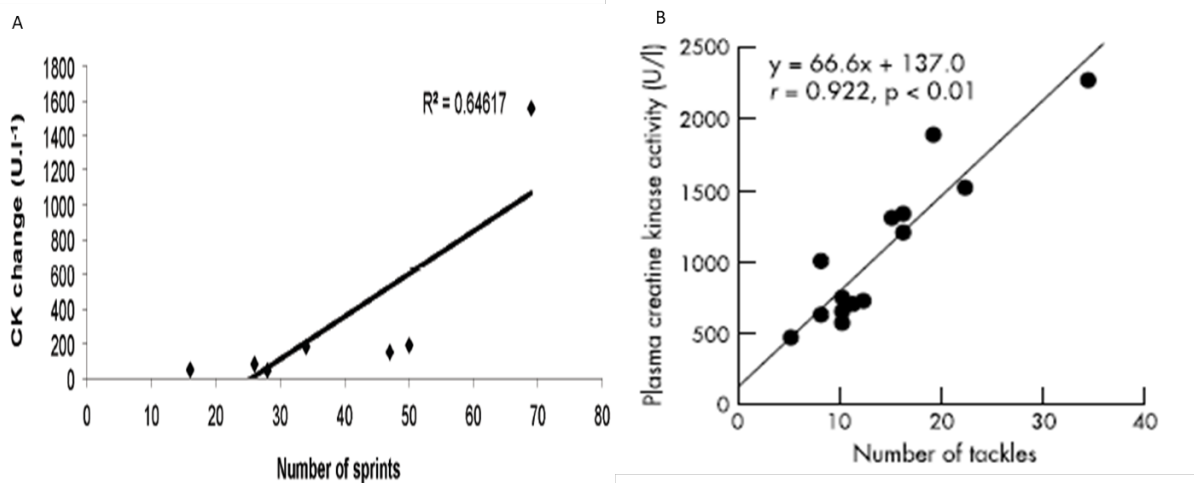 A
CK change (U.l-¹)
1800
1600
1400
1200
1000
800
600
400
200
0
R² = 0.64617
0 10 20 30 40 50 60 70 80
Number of sprints
B
Plasma creatine kinase activity (U/l)
2500
2000
1500
1000
500
0
y = 66.6x + 137.0
r = 0.922, p < 0.01
0 10 20 30 40
Number of tackles